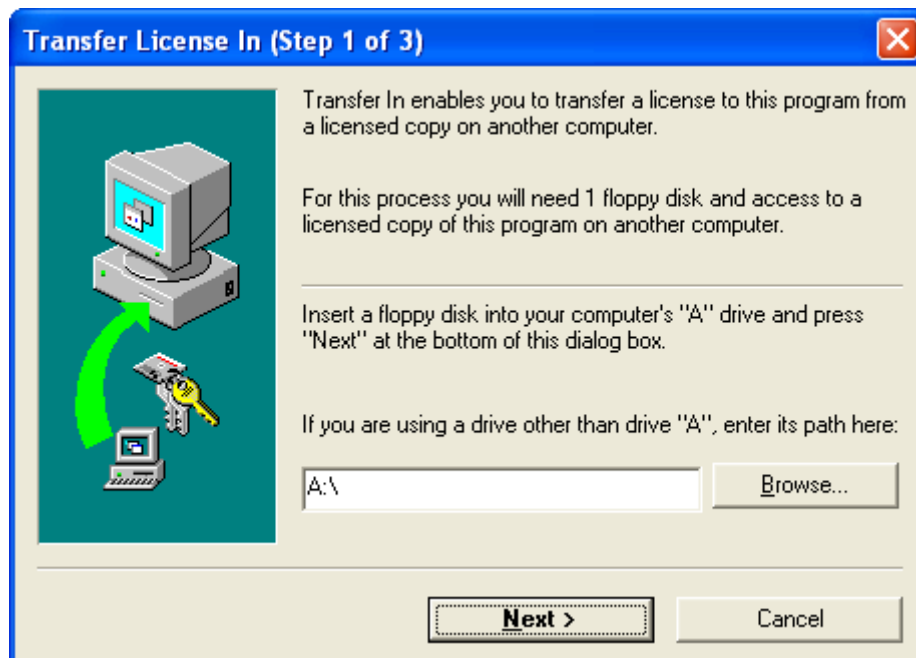 Transfer License In (Step 1 of 3)
Transfer In enables you to transfer a license to this program from
a licensed copy on another computer.
For this process you will need 1 floppy disk and access to a
licensed copy of this program on another computer.
Insert a floppy disk into your computer's "A" drive and press
"Next" at the bottom of this dialog box.
If you are using a drive other than drive "A", enter its path here:
A:\
Browse...
Next >
Cancel